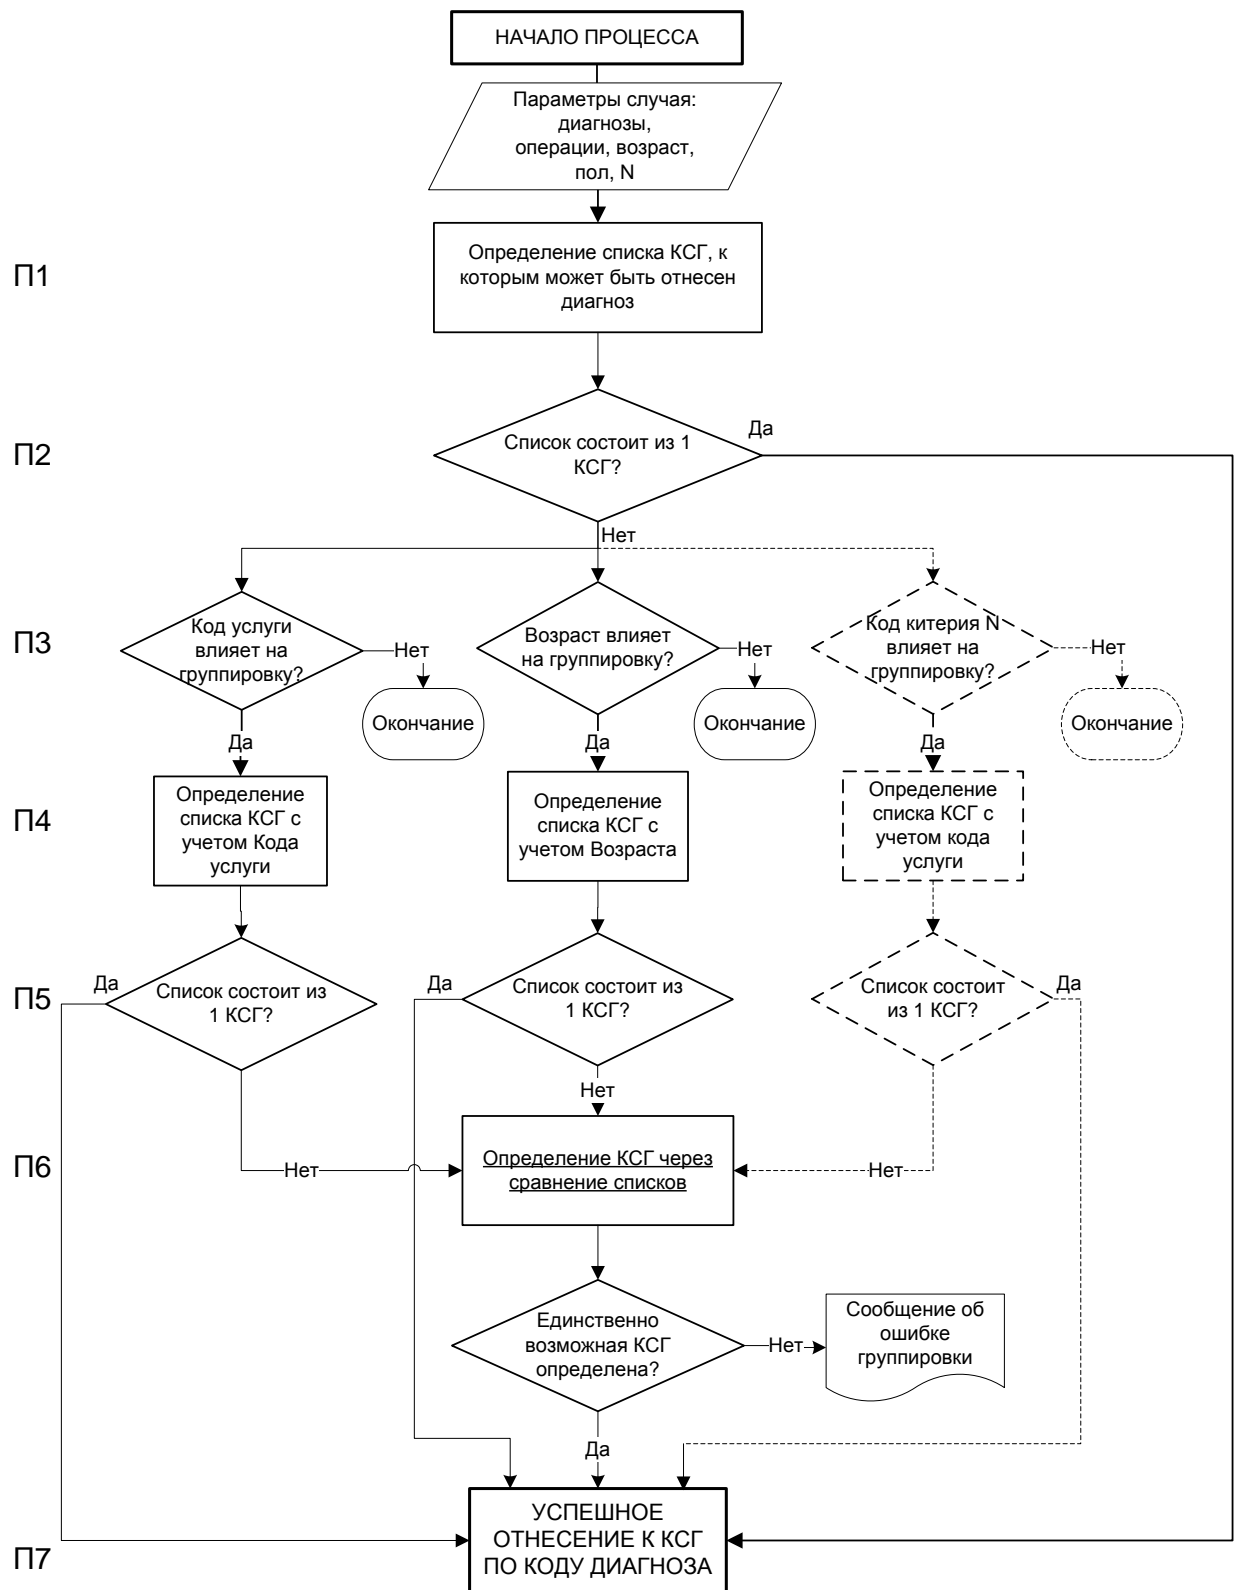 НАЧАЛО ПРОЦЕССА
Параметры случая:
диагнозы,
операции, возраст,
пол, N
П1
Определение списка КСГ, к
которым может быть отнесен
диагноз
П2
Список состоит из 1
КСГ?
Да
Нет
П3
Код услуги
влияет на
группировку?
Нет
Окончание
Возраст влияет
на группировку?
Нет
Окончание
Код китерия N
влияет на
группировку?
Нет
Окончание
Да
Да
Да
П4
Определение
списка КСГ с
учетом Кода
услуги
Определение
списка КСГ с
учетом Возраста
Определение
списка КСГ с
учетом кода
услуги
П5
Да
Список состоит из
1 КСГ?
Да
Список состоит из
1 КСГ?
Список состоит
из 1 КСГ?
Да
Нет
П6
Нет
Определение КСГ через
сравнение списков
Нет
Единственно
возможная КСГ
определена?
Нет
Сообщение об
ошибке
группировки
Да
П7
УСПЕШНОЕ
ОТНЕСЕНИЕ К КСГ
ПО КОДУ ДИАГНОЗА